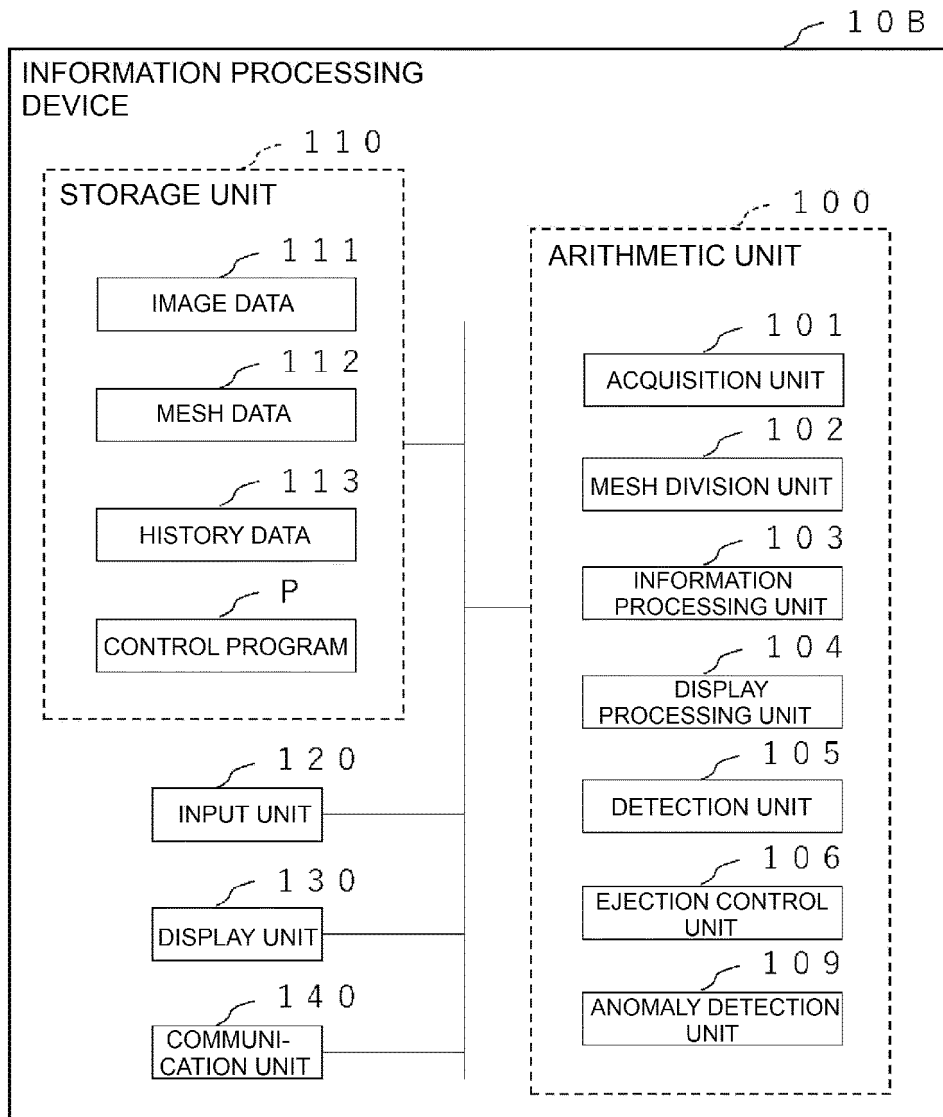 10B
INFORMATION PROCESSING
DEVICE
110
STORAGE UNIT
111
IMAGE DATA
112
MESH DATA
113
HISTORY DATA
P
CONTROL PROGRAM
120
INPUT UNIT
130
DISPLAY UNIT
140
COMMUNI-
CATION UNIT
100
ARITHMETIC UNIT
101
ACQUISITION UNIT
102
MESH DIVISION UNIT
103
INFORMATION
PROCESSING UNIT
104
DISPLAY
PROCESSING UNIT
105
DETECTION UNIT
106
EJECTION CONTROL
UNIT
109
ANOMALY DETECTION
UNIT